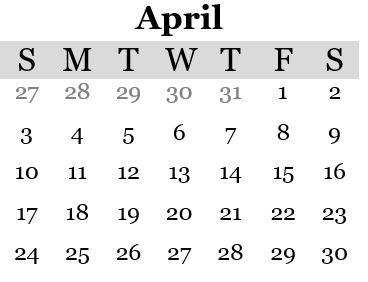 April
S M T W T F S
27 28 29 30 31 1 2
3 4 5 6 7 8 9
10 11 12 13 14 15 16
17 18 19 20 21 22 23
24 25 26 27 28 29 30